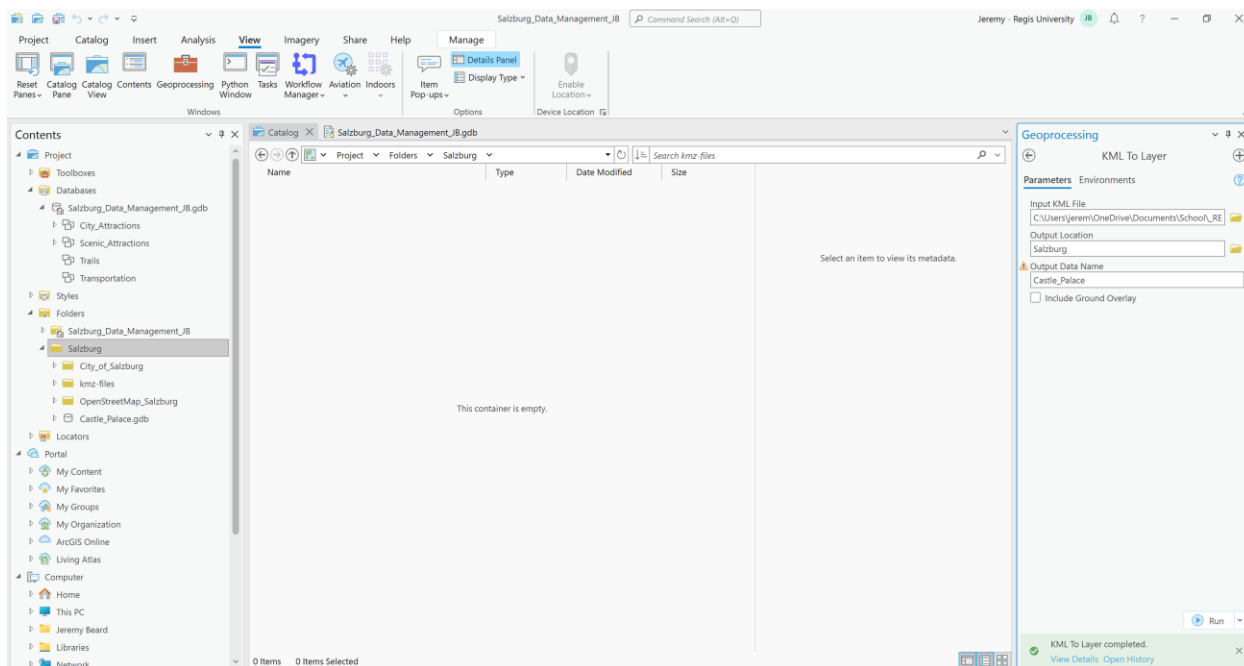 Salzburg_Data_Management_JB
Command Search (Alt+Q)
Jeremy - Regis University
JB
?
Project Catalog Insert Analysis View Imagery Share Help Manage
Reset Panes
Catalog Pane
Catalog View
Contents
Geoprocessing
Python Window
Tasks
Workflow Manager
Aviation
Indoors
Item Pop-ups
Details Panel
Display Type
Enable Location
Windows
Options
Device Location
Contents
Project
Toolboxes
Databases
Salzburg_Data_Management_JB.gdb
City_Attractions
Scenic_Attractions
Trails
Transportation
Styles
Folders
Salzburg_Data_Management_JB
Salzburg
City_of_Salzburg
kmz-files
OpenStreetMap_Salzburg
Castle_Palace.gdb
Locators
Portal
My Content
My Favorites
My Groups
My Organization
ArcGIS Online
Living Atlas
Computer
Home
This PC
Jeremy Beard
Libraries
Network
Catalog
Salzburg_Data_Management_JB.gdb
Project Folders Salzburg
Search kmz-files
Name Type Date Modified Size
This container is empty.
Select an item to view its metadata.
0 Items 0 Items Selected
Geoprocessing
KML To Layer
Parameters Environments
Input KML File
C:\Users\jerem\OneDrive\Documents\School\_RE
Output Location
Salzburg
Output Data Name
Castle_Palace
Include Ground Overlay
Run
KML To Layer completed.
View Details Open History